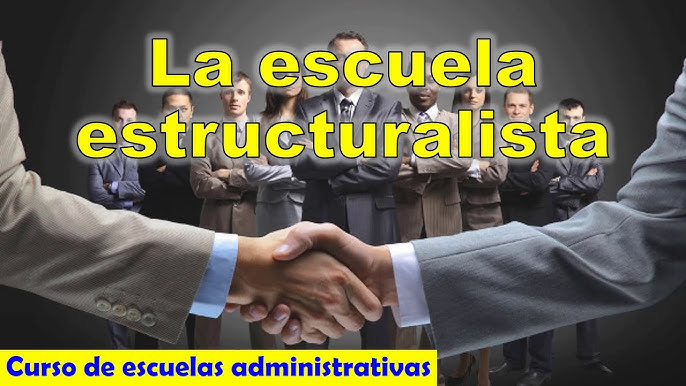 La escuela
estructuralista
Curso de escuelas administrativas